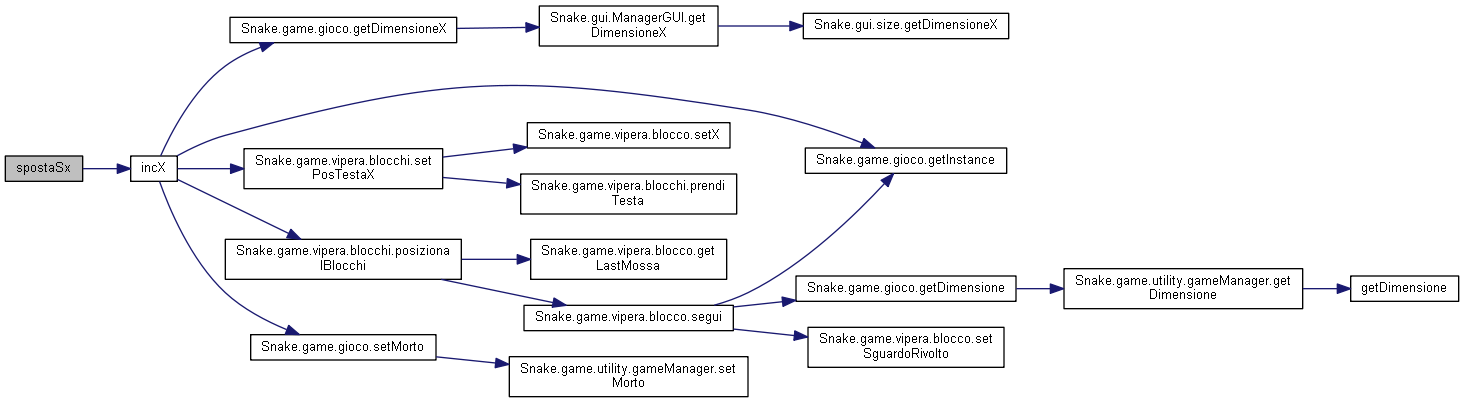 spostaSx
incX
Snake.game.gioco.getDimensioneX
Snake.gui.ManagerGUI.get
DimensioneX
Snake.gui.size.getDimensioneX
Snake.game.gioco.getInstance
Snake.game.vipera.blocchi.set
PosTestaX
Snake.game.vipera.blocco.setX
Snake.game.vipera.blocchi.prendi
Testa
Snake.game.vipera.blocchi.posiziona
IBlocchi
Snake.game.vipera.blocco.get
LastMossa
Snake.game.vipera.blocco.segui
Snake.game.gioco.getDimensione
Snake.game.utility.gameManager.get
Dimensione
getDimensione
Snake.game.vipera.blocco.set
SguardoRivolto
Snake.game.gioco.setMorto
Snake.game.utility.gameManager.set
Morto